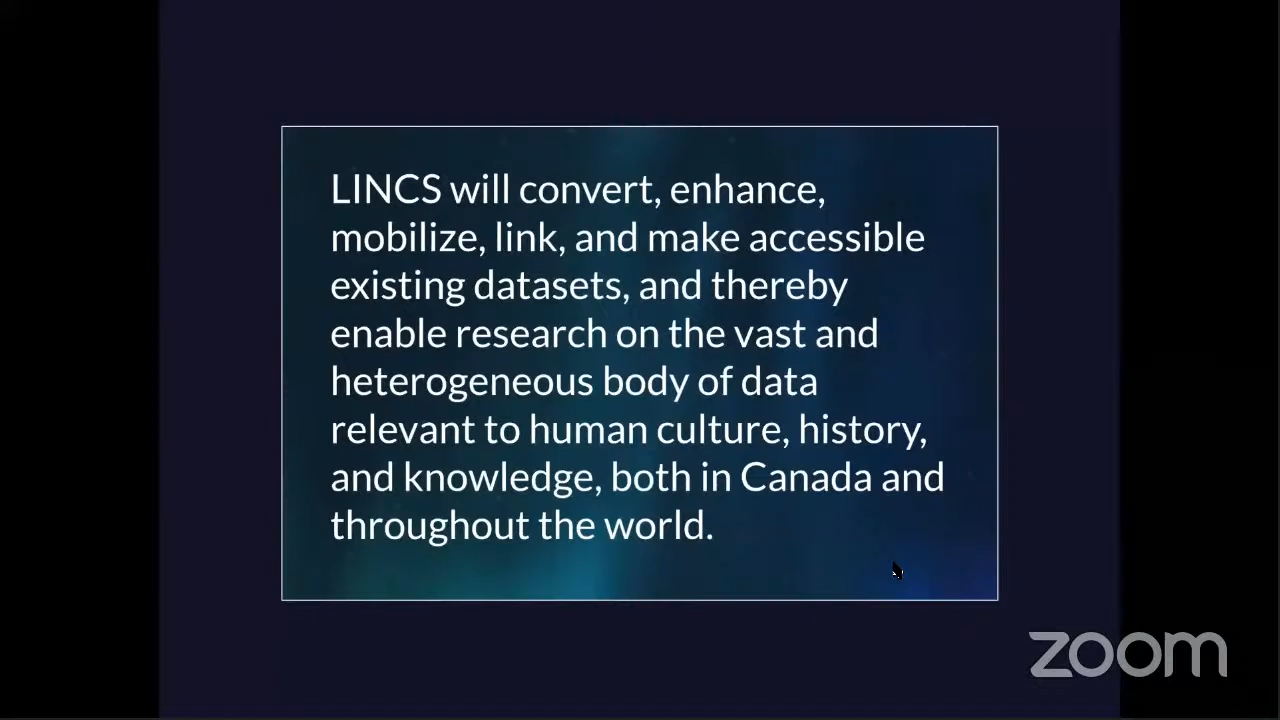 LINCS will convert, enhance,
mobilize, link, and make accessible
existing datasets, and thereby
enable research on the vast and
heterogeneous body of data
relevant to human culture, history,
and knowledge, both in Canada and
throughout the world.
zoom